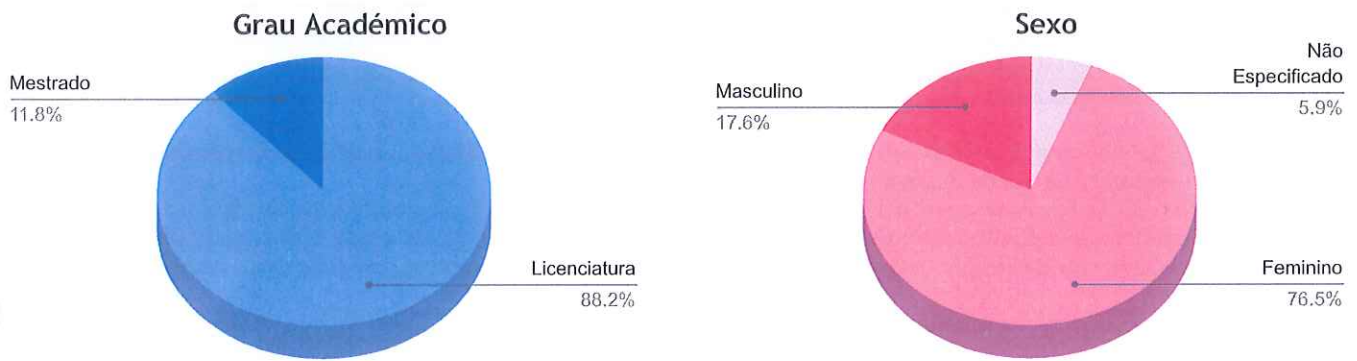 Grau Académico
Mestrado
11.8%
Licenciatura
88.2%
Sexo
Não
Especificado
5.9%
Masculino
17.6%
Feminino
76.5%